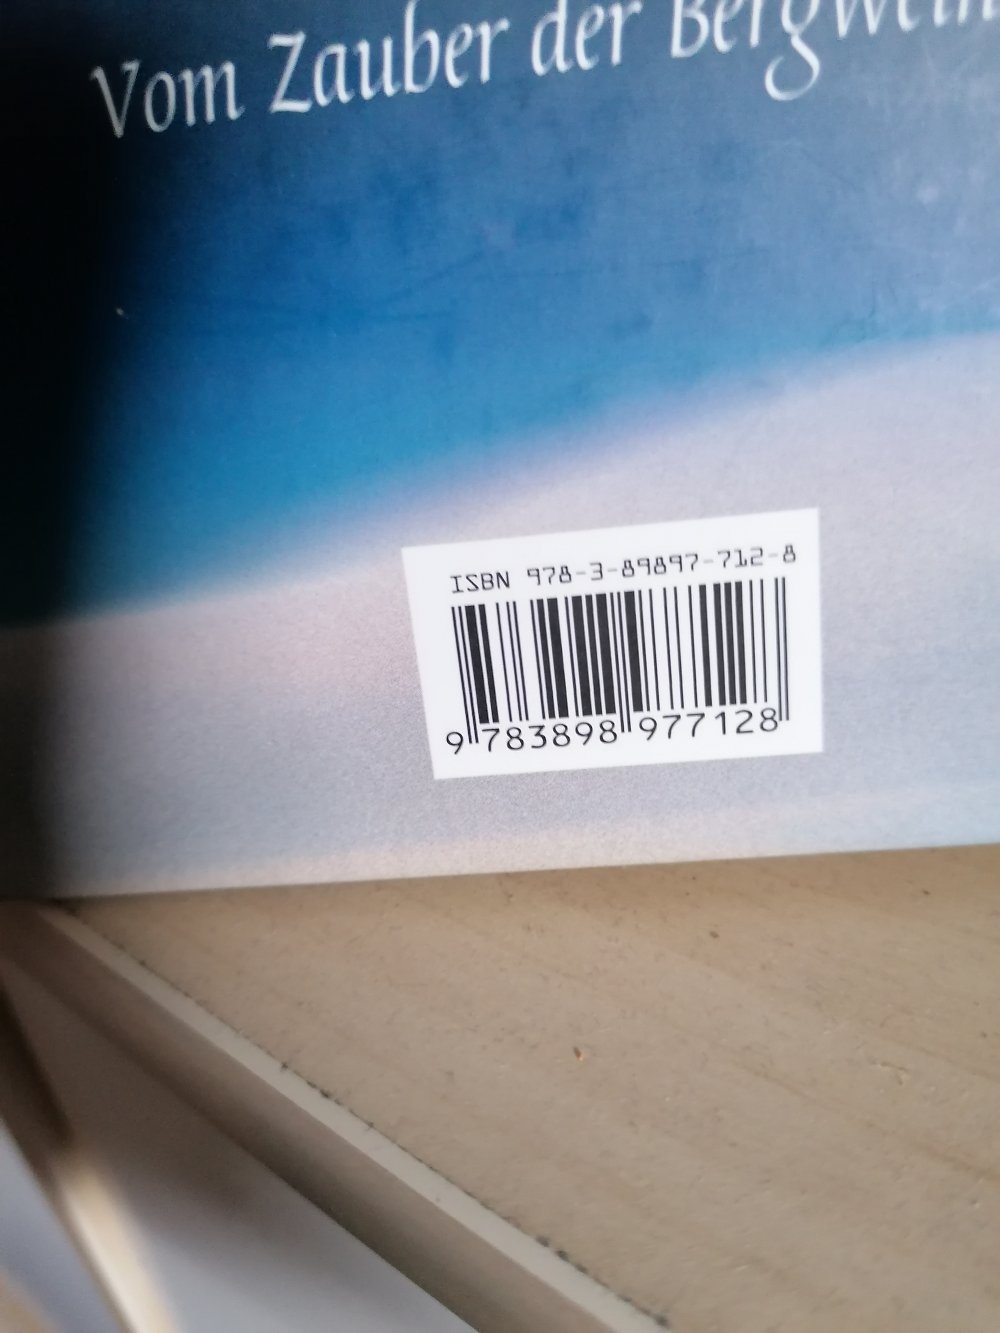 Vom Zauber der
ISBN 978-3-89897-712-8
9 783898 977128